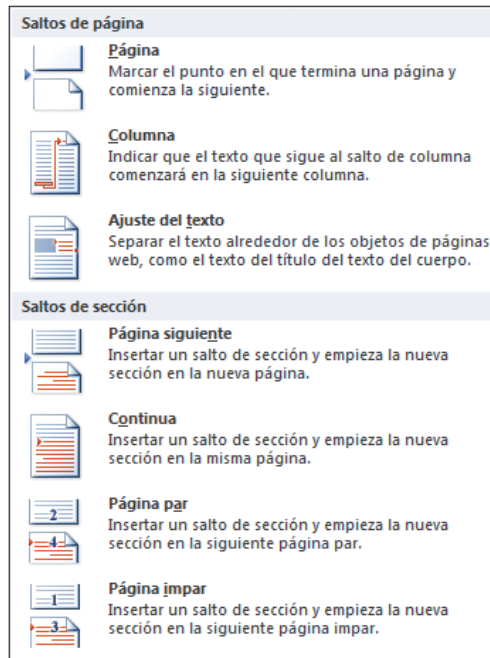 Saltos de página
Página
Marcar el punto en el que termina una página y
comienza la siguiente.
Columna
Indicar que el texto que sigue al salto de columna
comenzará en la siguiente columna.
Ajuste del texto
Separar el texto alrededor de los objetos de páginas
web, como el texto del título del texto del cuerpo.
Saltos de sección
Página siguiente
Insertar un salto de sección y empieza la nueva
sección en la nueva página.
Continua
Insertar un salto de sección y empieza la nueva
sección en la misma página.
Página par
2
4
Insertar un salto de sección y empieza la nueva
sección en la siguiente página par.
Página impar
1
3
Insertar un salto de sección y empieza la nueva
sección en la siguiente página impar.